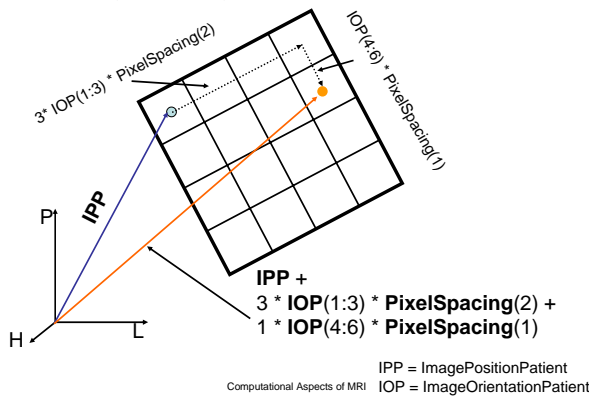 3* IOP(1:3) * PixelSpacing(2)
IOP(4:6) * PixelSpacing(1)
IPP
P
H
L
IPP +
3 * IOP(1:3) * PixelSpacing(2) +
1 * IOP(4:6) * PixelSpacing(1)
IPP = ImagePositionPatient
Computational Aspects of MRI IOP = ImageOrientationPatient